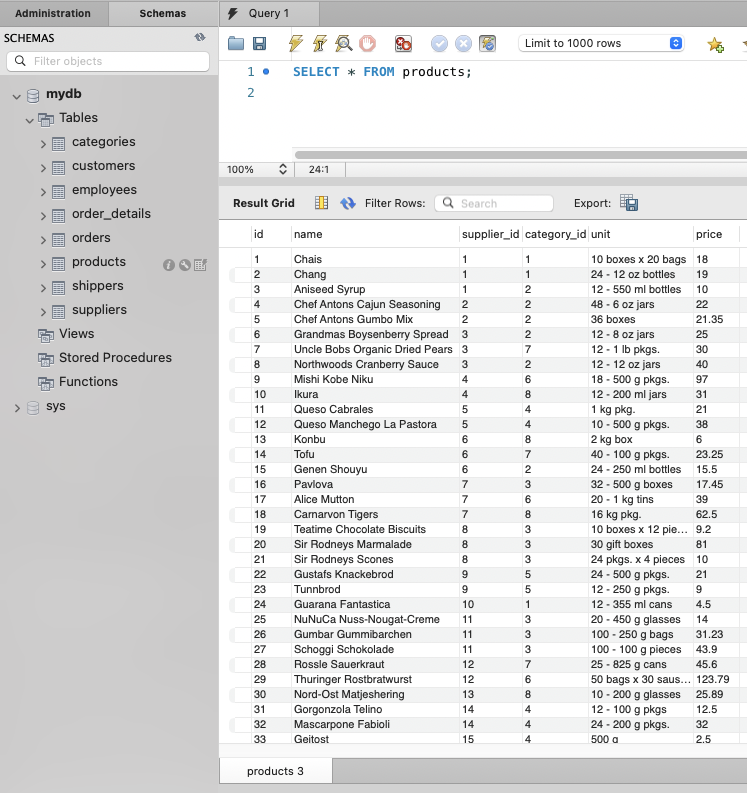 Administration Schemas Query 1
SCHEMAS
Filter objects
Limit to 1000 rows
1 SELECT * FROM products;
2
mydb
Tables
categories
customers
employees
order_details
orders
products
shippers
suppliers
Views
Stored Procedures
Functions
sys
100% 24:1
Result Grid Filter Rows: Search Export:
id name supplier_id category_id unit price
1 Chais 1 1 10 boxes x 20 bags 18
2 Chang 1 1 24 - 12 oz bottles 19
3 Aniseed Syrup 1 2 12 - 550 ml bottles 10
4 Chef Antons Cajun Seasoning 2 2 48 - 6 oz jars 22
5 Chef Antons Gumbo Mix 2 2 36 boxes 21.35
6 Grandmas Boysenberry Spread 3 2 12 - 8 oz jars 25
7 Uncle Bobs Organic Dried Pears 3 7 12 - 1 lb pkgs. 30
8 Northwoods Cranberry Sauce 3 2 12 - 12 oz jars 40
9 Mishi Kobe Niku 4 6 18 - 500 g pkgs. 97
10 Ikura 4 8 12 - 200 ml jars 31
11 Queso Cabrales 5 4 1 kg pkg. 21
12 Queso Manchego La Pastora 5 4 10 - 500 g pkgs. 38
13 Konbu 6 8 2 kg box 6
14 Tofu 6 7 40 - 100 g pkgs. 23.25
15 Genen Shouyu 6 2 24 - 250 ml bottles 15.5
16 Pavlova 7 3 32 - 500 g boxes 17.45
17 Alice Mutton 7 6 20 - 1 kg tins 39
18 Carnarvon Tigers 7 8 16 kg pkg. 62.5
19 Teatime Chocolate Biscuits 8 3 10 boxes x 12 pie... 9.2
20 Sir Rodneys Marmalade 8 3 30 gift boxes 81
21 Sir Rodneys Scones 8 3 24 pkgs. x 4 pieces 10
22 Gustafs Knackebrod 9 5 24 - 500 g pkgs. 21
23 Tunnbrod 9 5 12 - 250 g pkgs. 9
24 Guarana Fantastica 10 1 12 - 355 ml cans 4.5
25 NuNuCa Nuss-Nougat-Creme 11 3 20 - 450 g glasses 14
26 Gumbar Gummibarchen 11 3 100 - 250 g bags 31.23
27 Schoggi Schokolade 11 3 100 - 100 g pieces 43.9
28 Rossle Sauerkraut 12 7 25 - 825 g cans 45.6
29 Thuringer Rostbratwurst 12 6 50 bags x 30 saus... 123.79
30 Nord-Ost Matjeshering 13 8 10 - 200 g glasses 25.89
31 Gorgonzola Telino 14 4 12 - 100 g pkgs 12.5
32 Mascarpone Fabioli 14 4 24 - 200 g pkgs. 32
33 Geitost 15 4 500 g 2.5
products 3